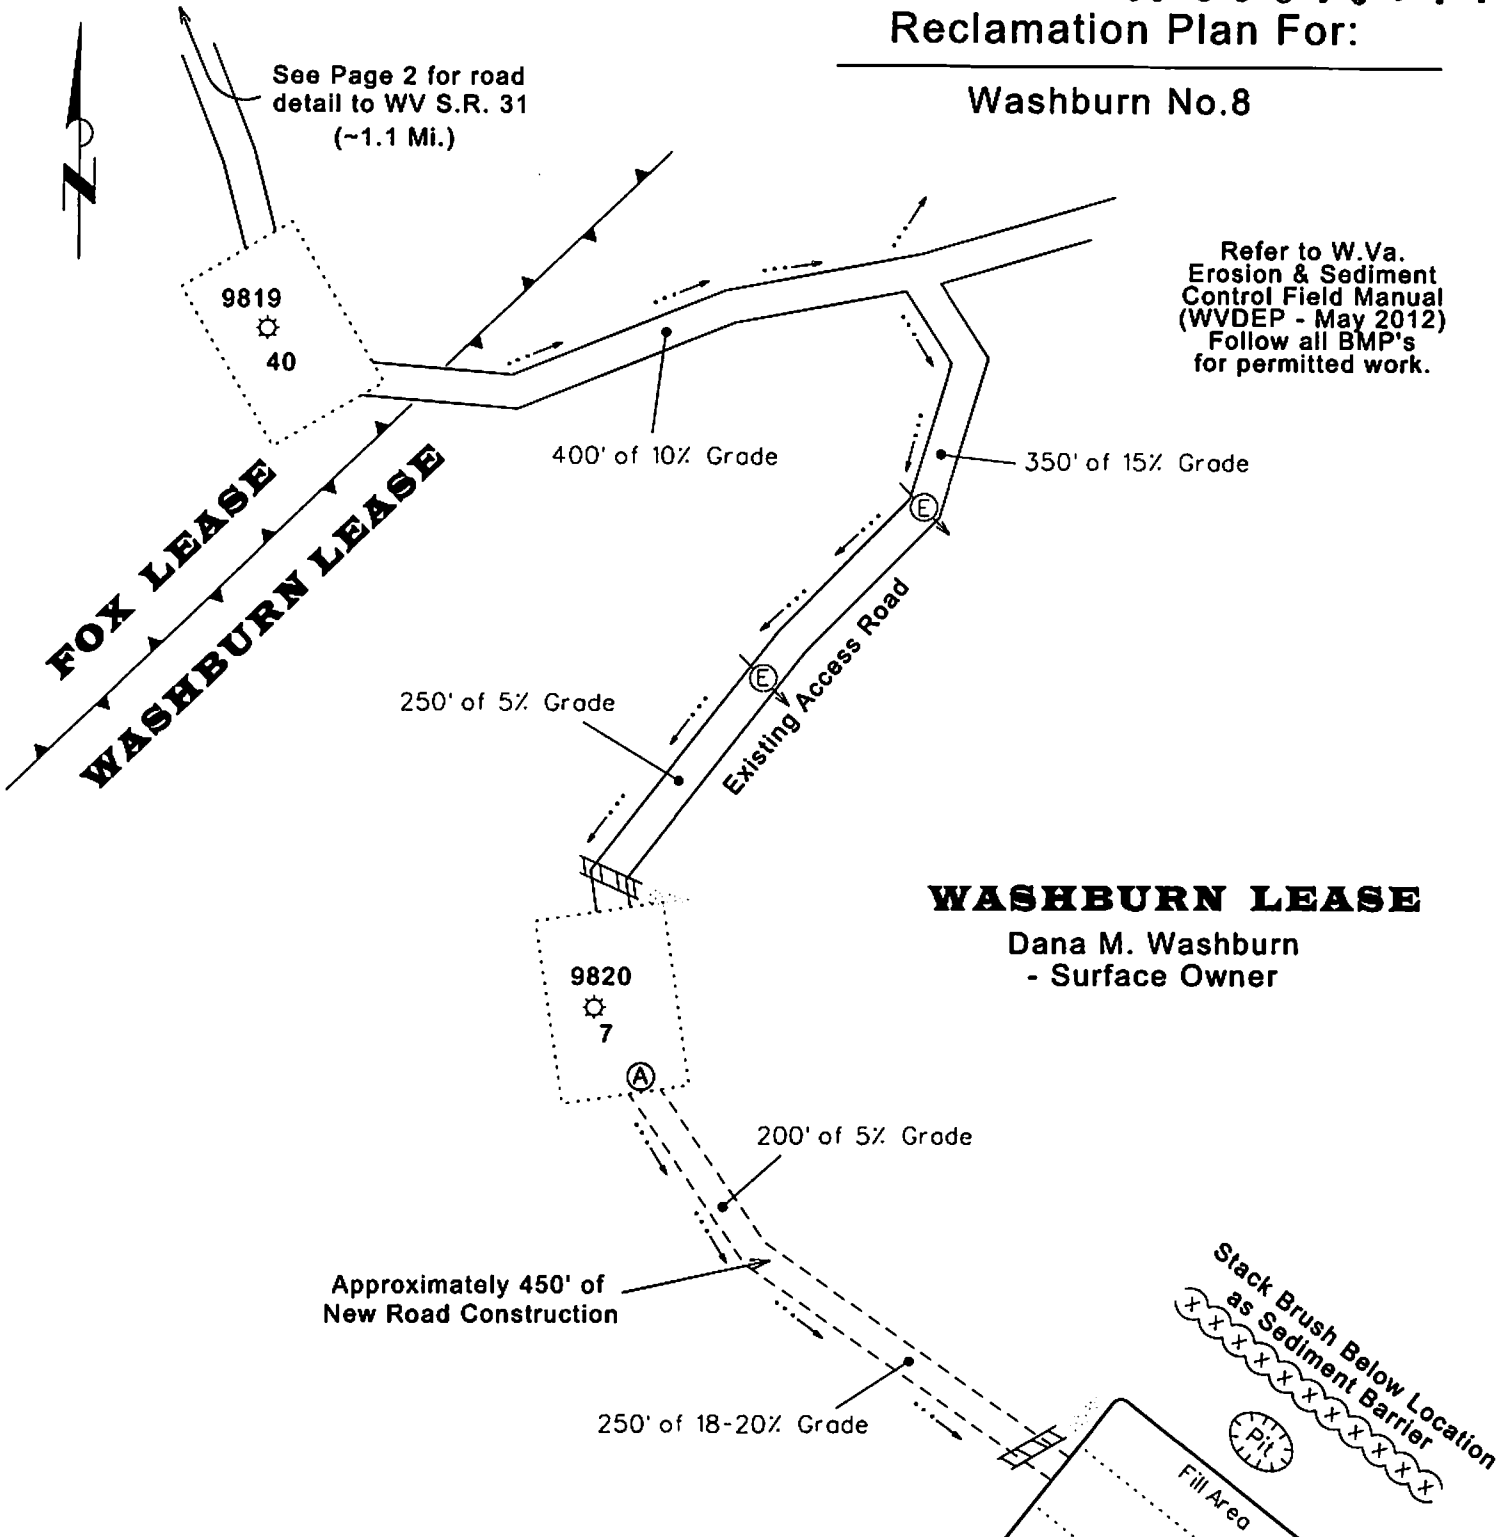 Reclamation Plan For:
Washburn No.8
See Page 2 for road
detail to WV S.R. 31
(~1.1 Mi.)
N
Refer to W.Va.
Erosion & Sediment
Control Field Manual
(WVDEP - May 2012)
Follow all BMP's
for permitted work.
9819
40
400' of 10% Grade
350' of 15% Grade
FOX LEASE
WASHBURN LEASE
E
E
250' of 5% Grade
Existing Access Road
WASHBURN LEASE
Dana M. Washburn
- Surface Owner
9820
7
A
200' of 5% Grade
Approximately 450' of
New Road Construction
250' of 18-20% Grade
Stack Brush Below Location
as Sediment Barrier
Pit
Fill Area